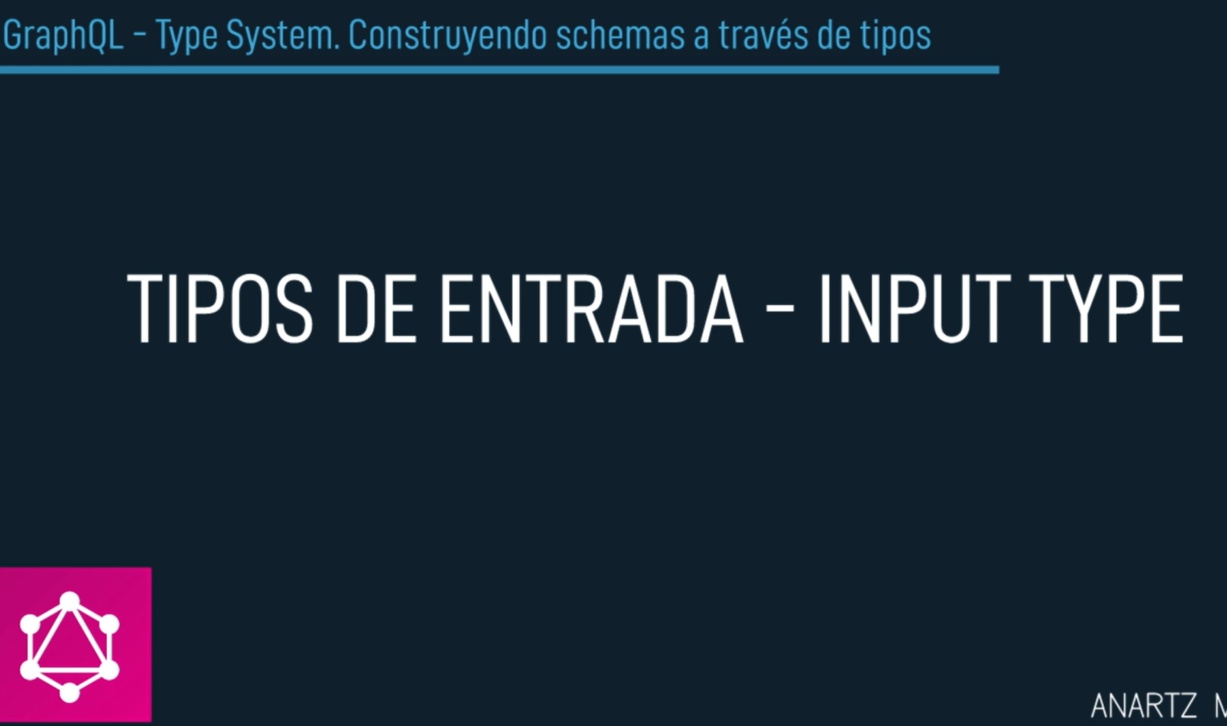 GraphQL - Type System. Construyendo schemas a través de tipos
TIPOS DE ENTRADA - INPUT TYPE
ANARTZ